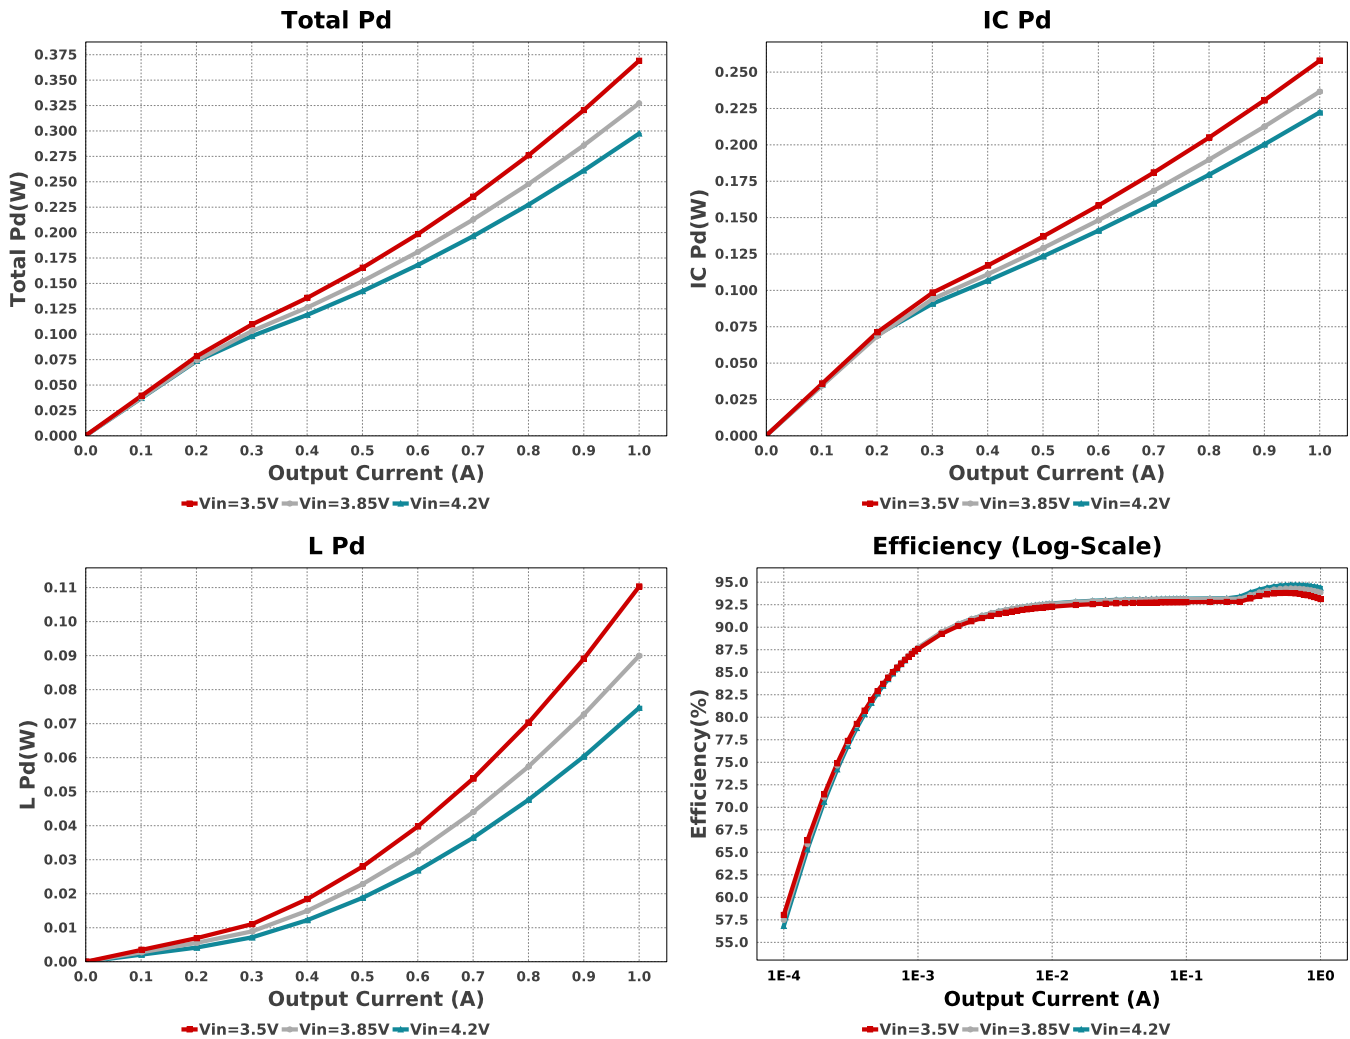 Total Pd
0.375
0.350
0.325
0.300
0.275
0.250
0.225
0.200
0.175
0.150
0.125
0.100
0.075
0.050
0.025
0.000
Total Pd(W)
0.0 0.1 0.2 0.3 0.4 0.5 0.6 0.7 0.8 0.9 1.0
Output Current (A)
Vin=3.5V Vin=3.85V Vin=4.2V
IC Pd
0.250
0.225
0.200
0.175
0.150
0.125
0.100
0.075
0.050
0.025
0.000
IC Pd(W)
0.0 0.1 0.2 0.3 0.4 0.5 0.6 0.7 0.8 0.9 1.0
Output Current (A)
Vin=3.5V Vin=3.85V Vin=4.2V
L Pd
0.11
0.10
0.09
0.08
0.07
0.06
0.05
0.04
0.03
0.02
0.01
0.00
L Pd(W)
0.0 0.1 0.2 0.3 0.4 0.5 0.6 0.7 0.8 0.9 1.0
Output Current (A)
Vin=3.5V Vin=3.85V Vin=4.2V
Efficiency (Log-Scale)
95.0
92.5
90.0
87.5
85.0
82.5
80.0
77.5
75.0
72.5
70.0
67.5
65.0
62.5
60.0
57.5
55.0
Efficiency(%)
1E-4 1E-3 1E-2 1E-1 1E0
Output Current (A)
Vin=3.5V Vin=3.85V Vin=4.2V